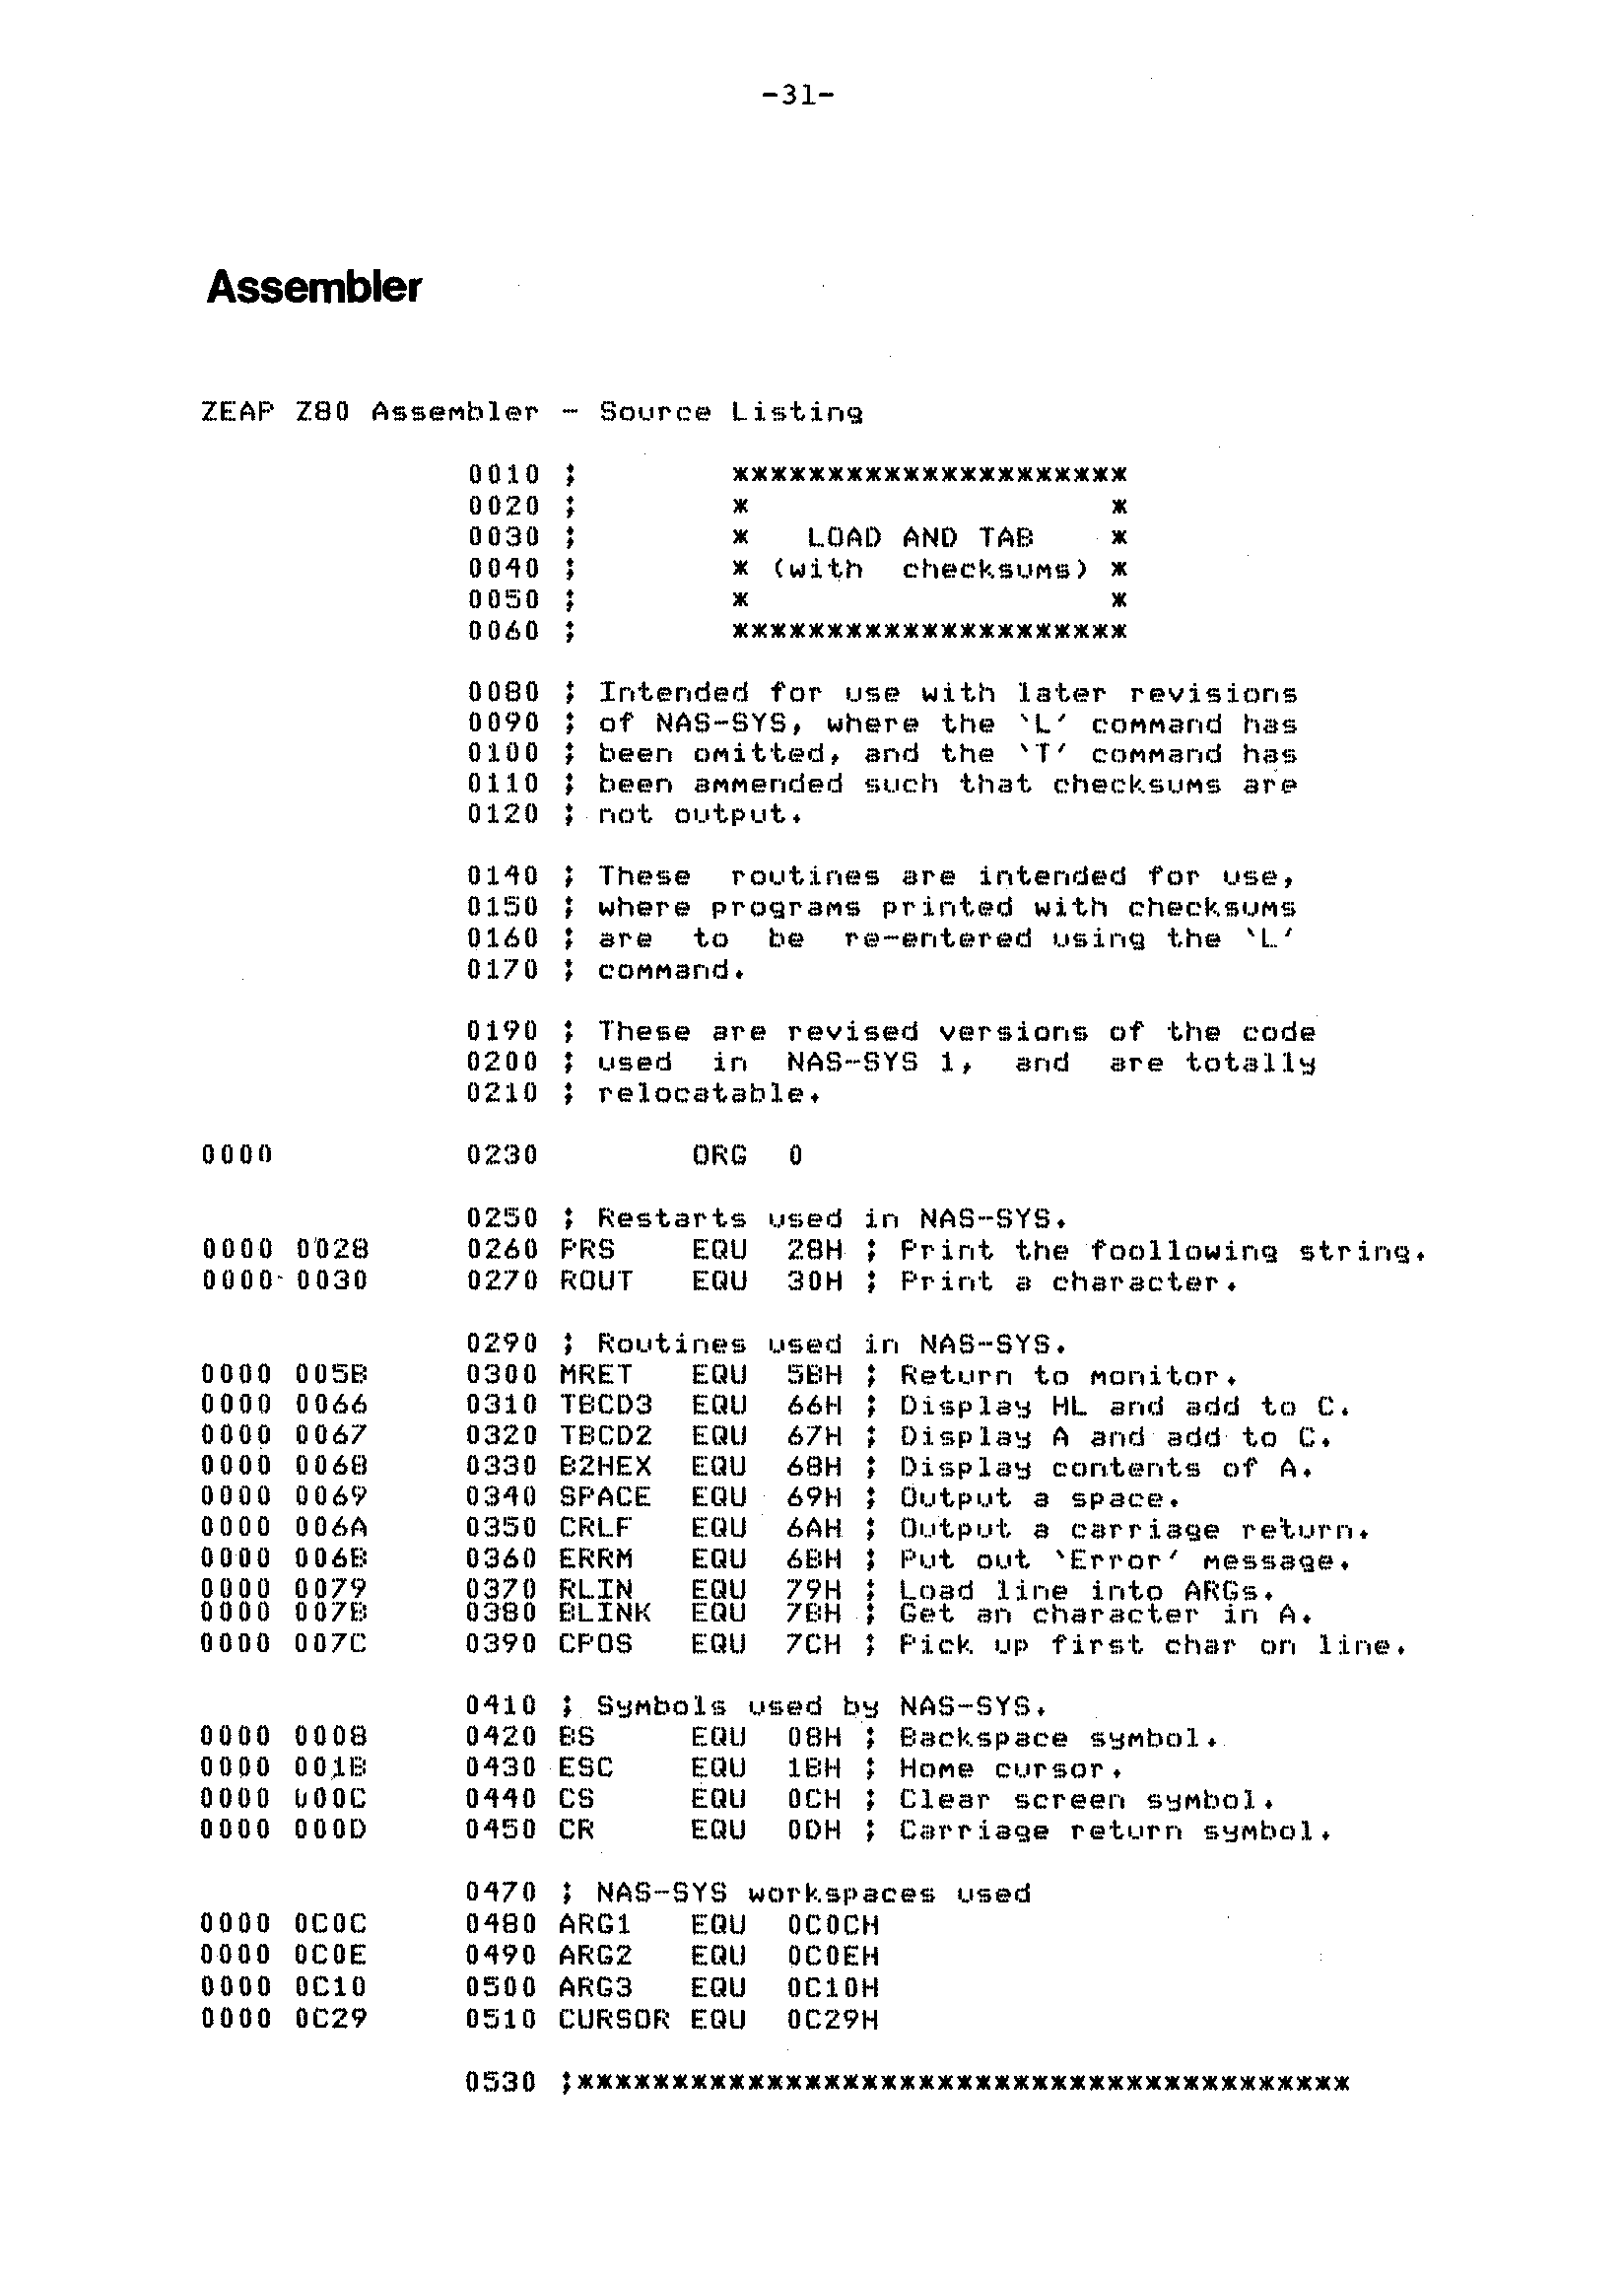 -31-
Assembler
ZEAP Z80 Assembler - Source Listing
0010 ;        *********************
0020 ;        *                   *
0030 ;        *   LOAD AND TAB    *
0040 ;        * (with  checksums) *
0050 ;        *                   *
0060 ;        *********************
0080 ; Intended for use with later revisions
0090 ; of NAS-SYS, where the `L' command has
0100 ; been omitted, and the `T' command has
0110 ; been ammended such that checksums are
0120 ; not output.
0140 ; These  routines are intended for use,
0150 ; where programs printed with checksums
0160 ; are  to  be  re-entered using the `L'
0170 ; command.
0190 ; These are revised versions of the code
0200 ; used  in  NAS-SYS 1,  and  are totally
0210 ; relocatable.
0000          0230        ORG  0
0250 ; Restarts used in NAS-SYS.
0000 0028     0260 PRS    EQU  28H ; Print the foollowing string.
0000 0030     0270 ROUT   EQU  30H ; Print a character.
0290 ; Routines used in NAS-SYS.
0000 005B     0300 MRET   EQU  5BH ; Return to monitor.
0000 0066     0310 TBCD3  EQU  66H ; Display HL and add to C.
0000 0067     0320 TBCD2  EQU  67H ; Display A and add to C.
0000 0068     0330 B2HEX  EQU  68H ; Display contents of A.
0000 0069     0340 SPACE  EQU  69H ; Output a space.
0000 006A     0350 CRLF   EQU  6AH ; Output a carriage return.
0000 006B     0360 ERRM   EQU  6BH ; Put out `Error' message.
0000 0079     0370 RLIN   EQU  79H ; Load line into ARGs.
0000 007B     0380 BLINK  EQU  7BH ; Get an character in A.
0000 007C     0390 CPOS   EQU  7CH ; Pick up first char on line.
0410 ; Symbols used by NAS-SYS.
0000 0008     0420 BS     EQU  08H ; Backspace symbol.
0000 001B     0430 ESC    EQU  1BH ; Home cursor.
0000 000C     0440 CS     EQU  0CH ; Clear screen symbol.
0000 000D     0450 CR     EQU  0DH ; Carriage return symbol.
0470 ; NAS-SYS workspaces used
0000 0C0C     0480 ARG1   EQU  0C0CH
0000 0C0E     0490 ARG2   EQU  0C0EH
0000 0C10     0500 ARG3   EQU  0C10H
0000 0C29     0510 CURSOR EQU  0C29H
0530 ;*****************************************